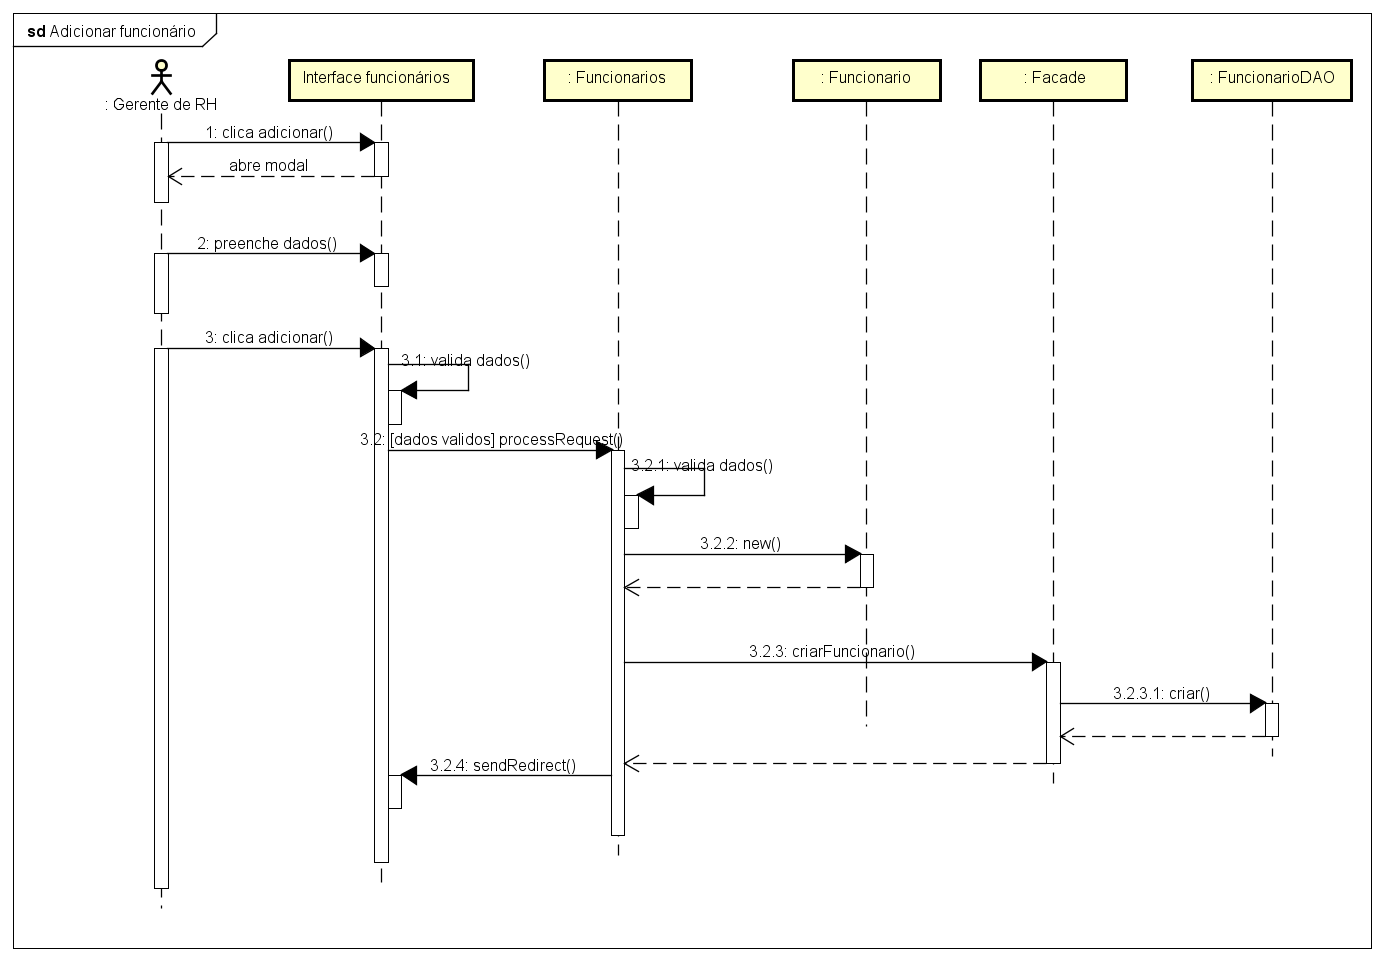 sd Adicionar funcionário
: Gerente de RH
Interface funcionários
: Funcionarios
: Funcionario
: Facade
: FuncionarioDAO
1: clica adicionar()
abre modal
2: preenche dados()
3: clica adicionar()
3.1: valida dados()
3.2: [dados validos] processRequest()
3.2.1: valida dados()
3.2.2: new()
3.2.3: criarFuncionario()
3.2.3.1: criar()
3.2.4: sendRedirect()